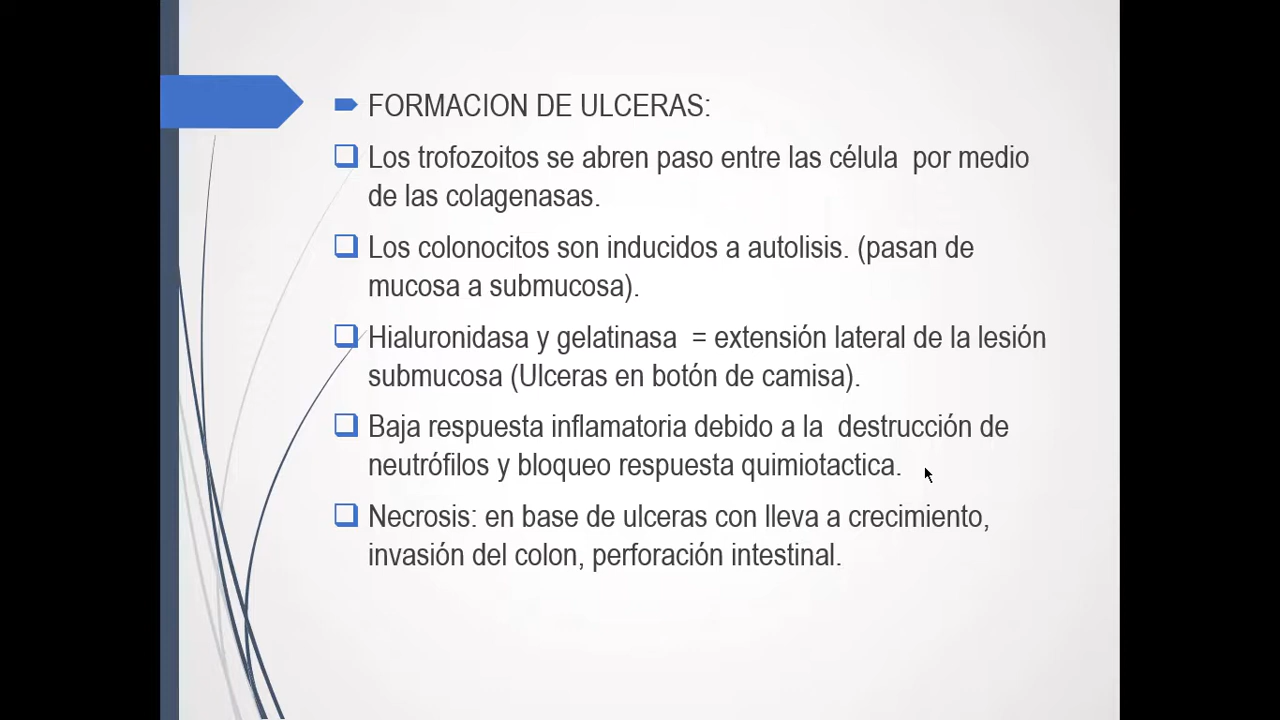 FORMACION DE ULCERAS:
Los trofozoitos se abren paso entre las célula por medio
de las colagenasas.
Los colonocitos son inducidos a autolisis. (pasan de
mucosa a submucosa).
Hialuronidasa y gelatinasa = extensión lateral de la lesión
submucosa (Ulceras en botón de camisa).
Baja respuesta inflamatoria debido a la destrucción de
neutrófilos y bloqueo respuesta quimiotactica.
Necrosis: en base de ulceras con lleva a crecimiento,
invasión del colon, perforación intestinal.